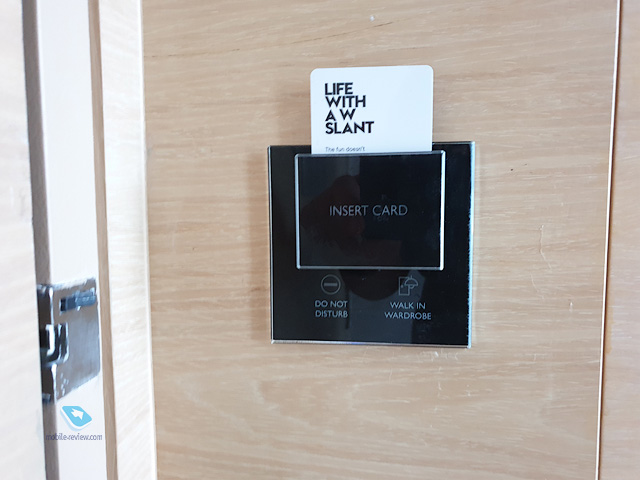 LIFE
WITH
A W
SLANT
The fun doesn't
INSERT CARD
DO NOT
DISTURB
WALK IN
WARDROBE
mobile-review.com